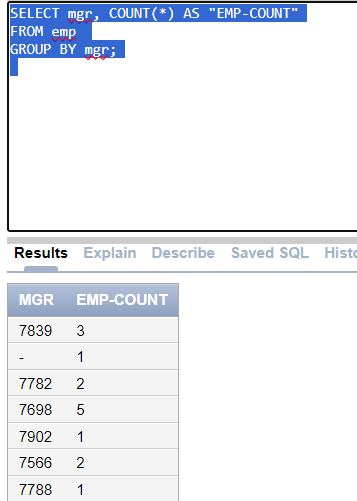 SELECT mgr, COUNT(*) AS "EMP-COUNT"
FROM emp
GROUP BY mgr;
Results Explain Describe Saved SQL Histo
MGR EMP-COUNT
7839 3
- 1
7782 2
7698 5
7902 1
7566 2
7788 1